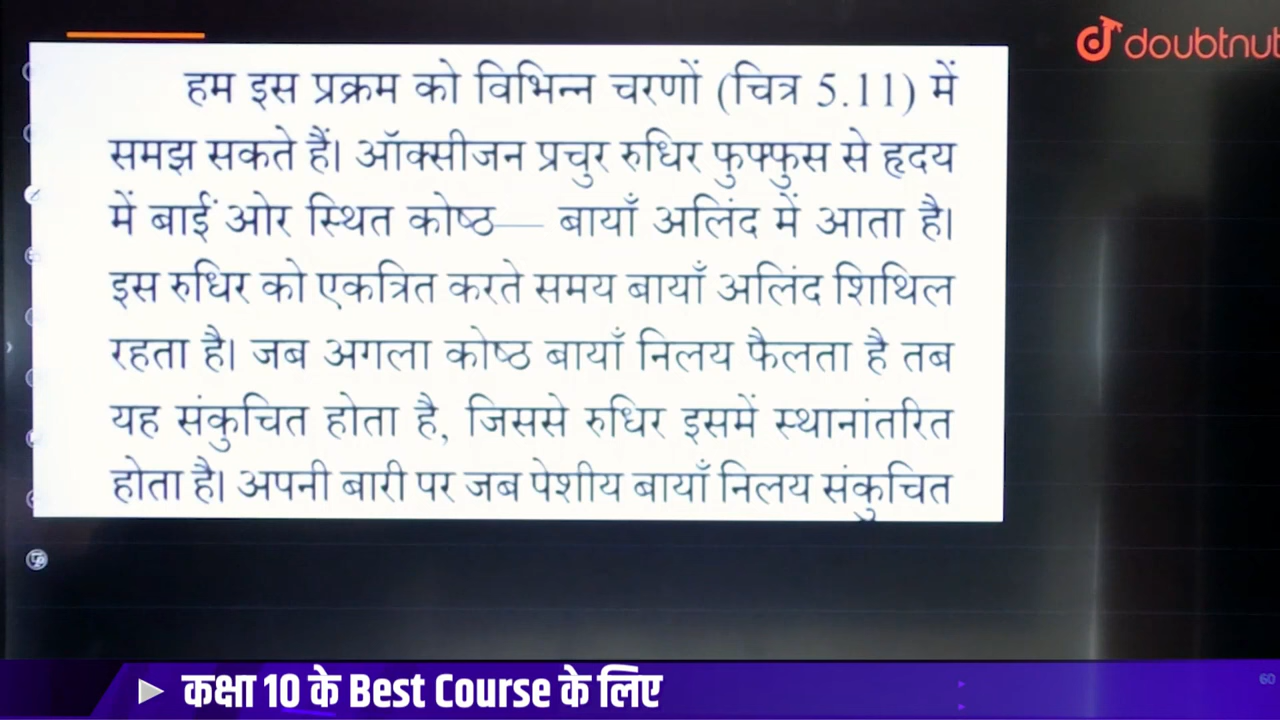 doubtnut
हम इस प्रक्रम को विभिन्न चरणों (चित्र 5.11) में
समझ सकते हैं। ऑक्सीजन प्रचुर रुधिर फुफ्फुस से हृदय
में बाईं ओर स्थित कोष्ठ— बायाँ अलिंद में आता है।
इस रुधिर को एकत्रित करते समय बायाँ अलिंद शिथिल
रहता है। जब अगला कोष्ठ बायाँ निलय फैलता है तब
यह संकुचित होता है, जिससे रुधिर इसमें स्थानांतरित
होता है। अपनी बारी पर जब पेशीय बायाँ निलय संकुचित
कक्षा 10 के Best Course के लिए
60